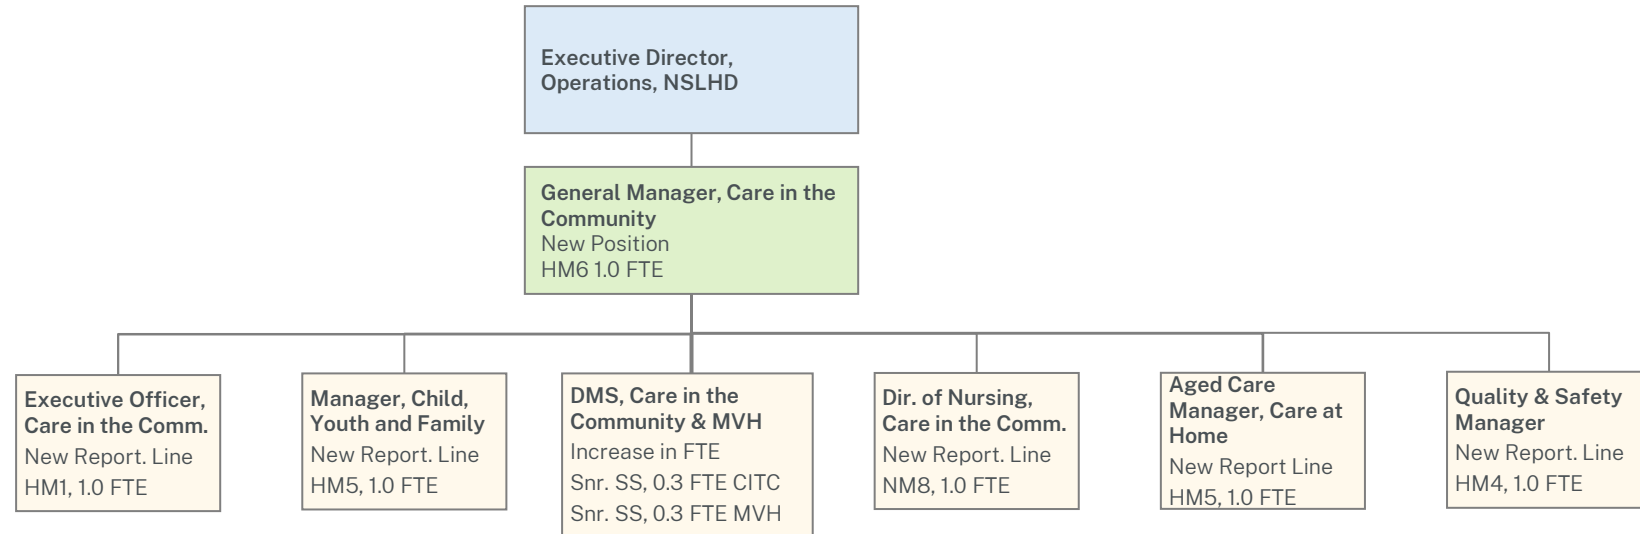 Executive Director,
Operations, NSLHD
General Manager, Care in the
Community
New Position
HM6 1.0 FTE
Executive Officer,
Care in the Comm.
New Report. Line
HM1, 1.0 FTE
Manager, Child,
Youth and Family
New Report. Line
HM5, 1.0 FTE
DMS, Care in the
Community & MVH
Increase in FTE
Snr. SS, 0.3 FTE CITC
Snr. SS, 0.3 FTE MVH
Dir. of Nursing,
Care in the Comm.
New Report. Line
NM8, 1.0 FTE
Aged Care
Manager, Care at
Home
New Report Line
HM5, 1.0 FTE
Quality & Safety
Manager
New Report. Line
HM4, 1.0 FTE